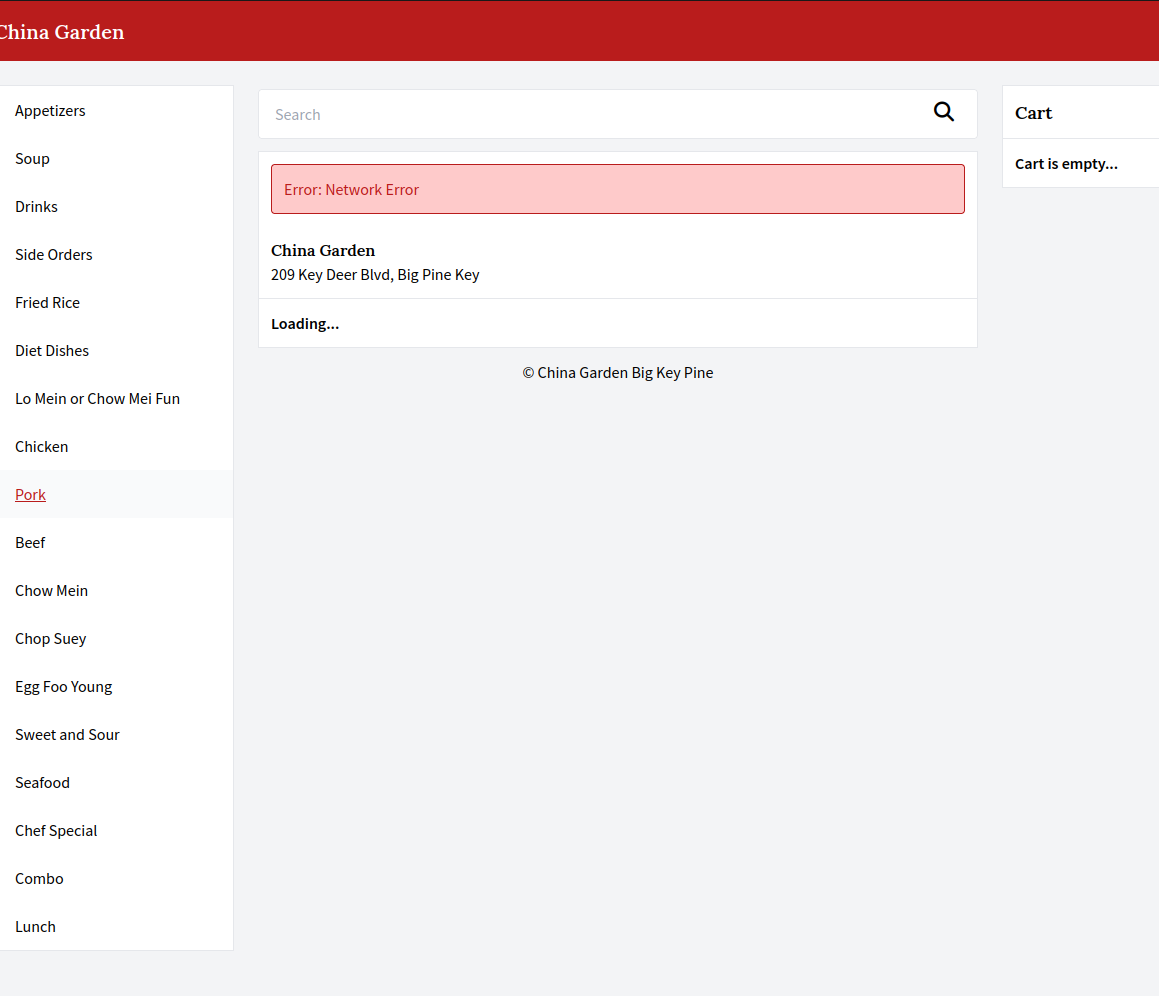 China Garden
Appetizers
Soup
Drinks
Side Orders
Fried Rice
Diet Dishes
Lo Mein or Chow Mei Fun
Chicken
Pork
Beef
Chow Mein
Chop Suey
Egg Foo Young
Sweet and Sour
Seafood
Chef Special
Combo
Lunch
Search
Error: Network Error
China Garden
209 Key Deer Blvd, Big Pine Key
Loading...
© China Garden Big Key Pine
Cart
Cart is empty...